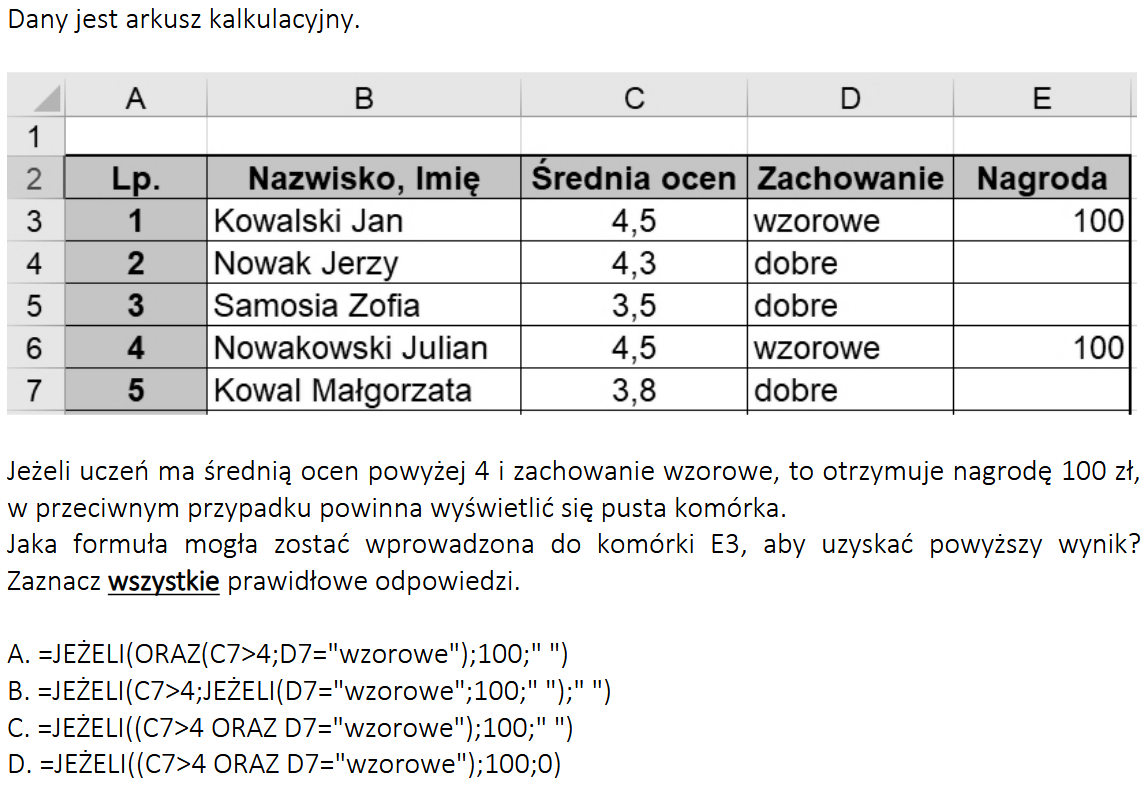 Dany jest arkusz kalkulacyjny.
A B C D E
1
2 Lp. Nazwisko, Imię Średnia ocen Zachowanie Nagroda
3 1 Kowalski Jan 4,5 wzorowe 100
4 2 Nowak Jerzy 4,3 dobre
5 3 Samosia Zofia 3,5 dobre
6 4 Nowakowski Julian 4,5 wzorowe 100
7 5 Kowal Małgorzata 3,8 dobre
Jeżeli uczeń ma średnią ocen powyżej 4 i zachowanie wzorowe, to otrzymuje nagrodę 100 zł,
w przeciwnym przypadku powinna wyświetlić się pusta komórka.
Jaka formuła mogła zostać wprowadzona do komórki E3, aby uzyskać powyższy wynik?
Zaznacz wszystkie prawidłowe odpowiedzi.
A. =JEŻELI(ORAZ(C7>4;D7="wzorowe");100;" ")
B. =JEŻELI(C7>4;JEŻELI(D7="wzorowe";100;" ");" ")
C. =JEŻELI((C7>4 ORAZ D7="wzorowe");100;" ")
D. =JEŻELI((C7>4 ORAZ D7="wzorowe");100;0)